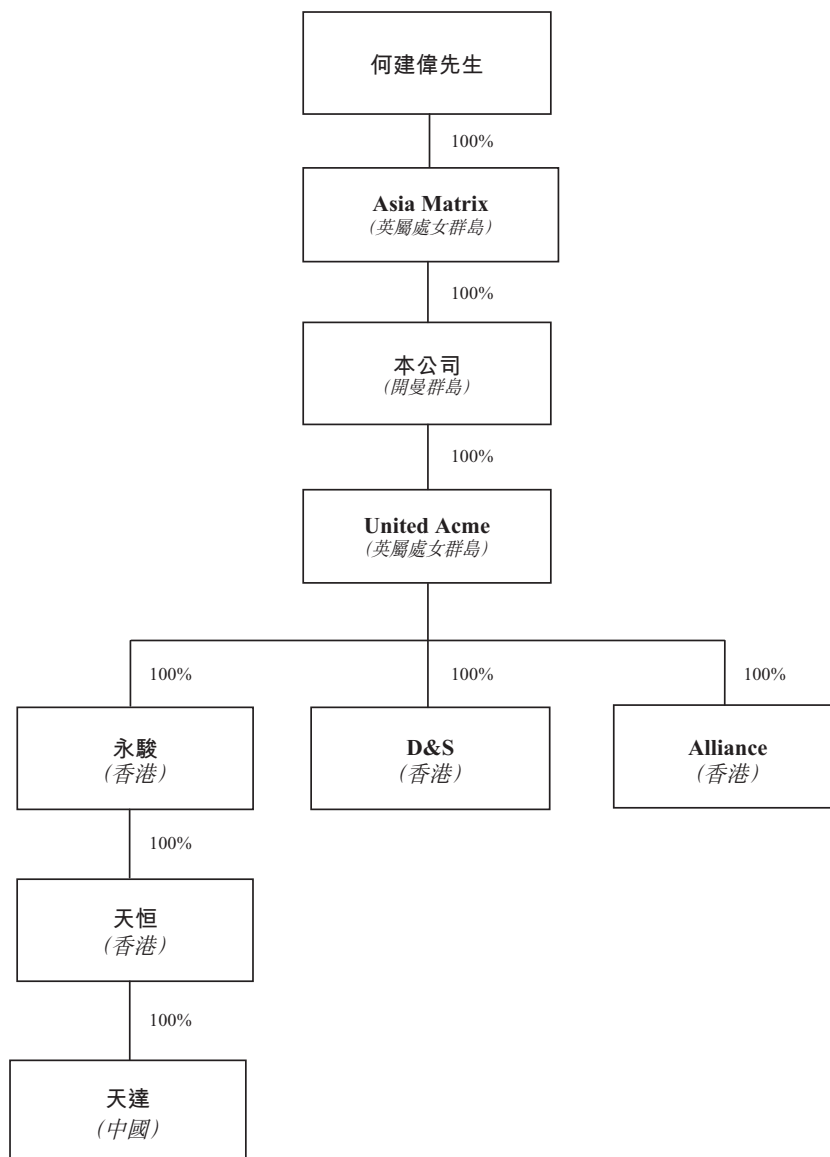 何建偉先生
100%
Asia Matrix
(英屬處女群島)
100%
本公司
(開曼群島)
100%
United Acme
(英屬處女群島)
100%
100%
100%
永駿
(香港)
D&S
(香港)
Alliance
(香港)
100%
天恒
(香港)
100%
天達
(中國)